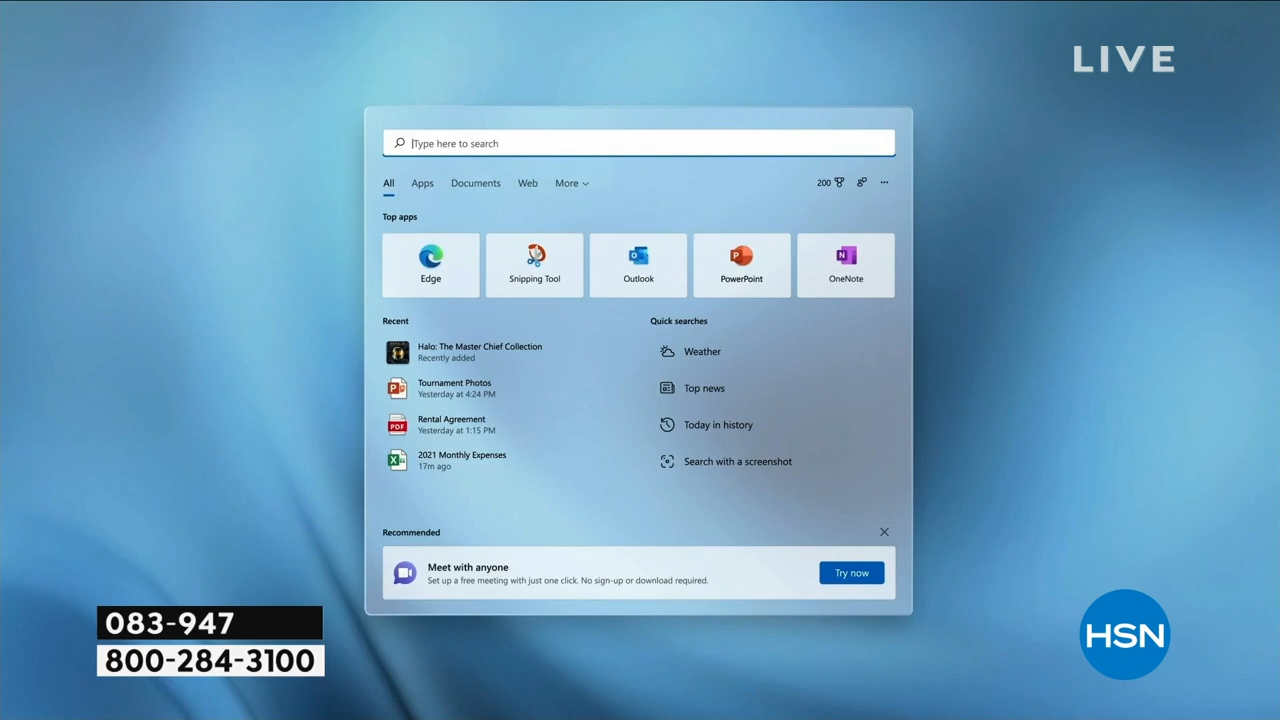 LIVE
Type here to search
All Apps Documents Web More
200
Top apps
Edge Snipping Tool Outlook PowerPoint OneNote
Recent
Halo: The Master Chief Collection
Recently added
Tournament Photos
Yesterday at 4:24 PM
PDF
Rental Agreement
Yesterday at 1:15 PM
2021 Monthly Expenses
17m ago
Quick searches
Weather
Top news
Today in history
Search with a screenshot
Recommended
Meet with anyone
Set up a free meeting with just one click. No sign-up or download required.
Try now
083-947
800-284-3100
HSN